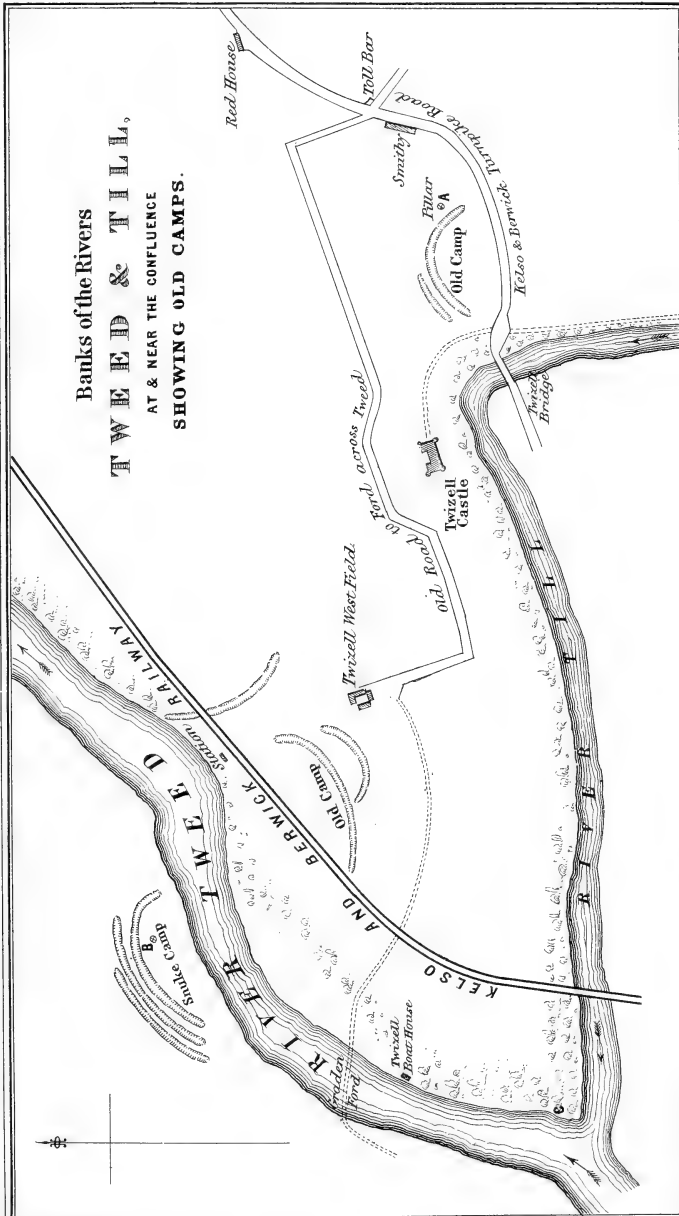 Banks of the Rivers
TWEED & TILL,
AT & NEAR THE CONFLUENCE
SHOWING OLD CAMPS.
Red House
Toll Bar
Smithy
Kelso & Berwick Turnpike Road
Pillar
A
Old Camp
Twizell
Bridge
Twizell
Castle
Old Road to Ford across Tweed
Twizell West Field.
Station
KELSO AND BERWICK RAILWAY
Old Camp
RIVER TWEED
B
Snuke Camp
Ford
Twizell
Boat House
C
RIVER TILL